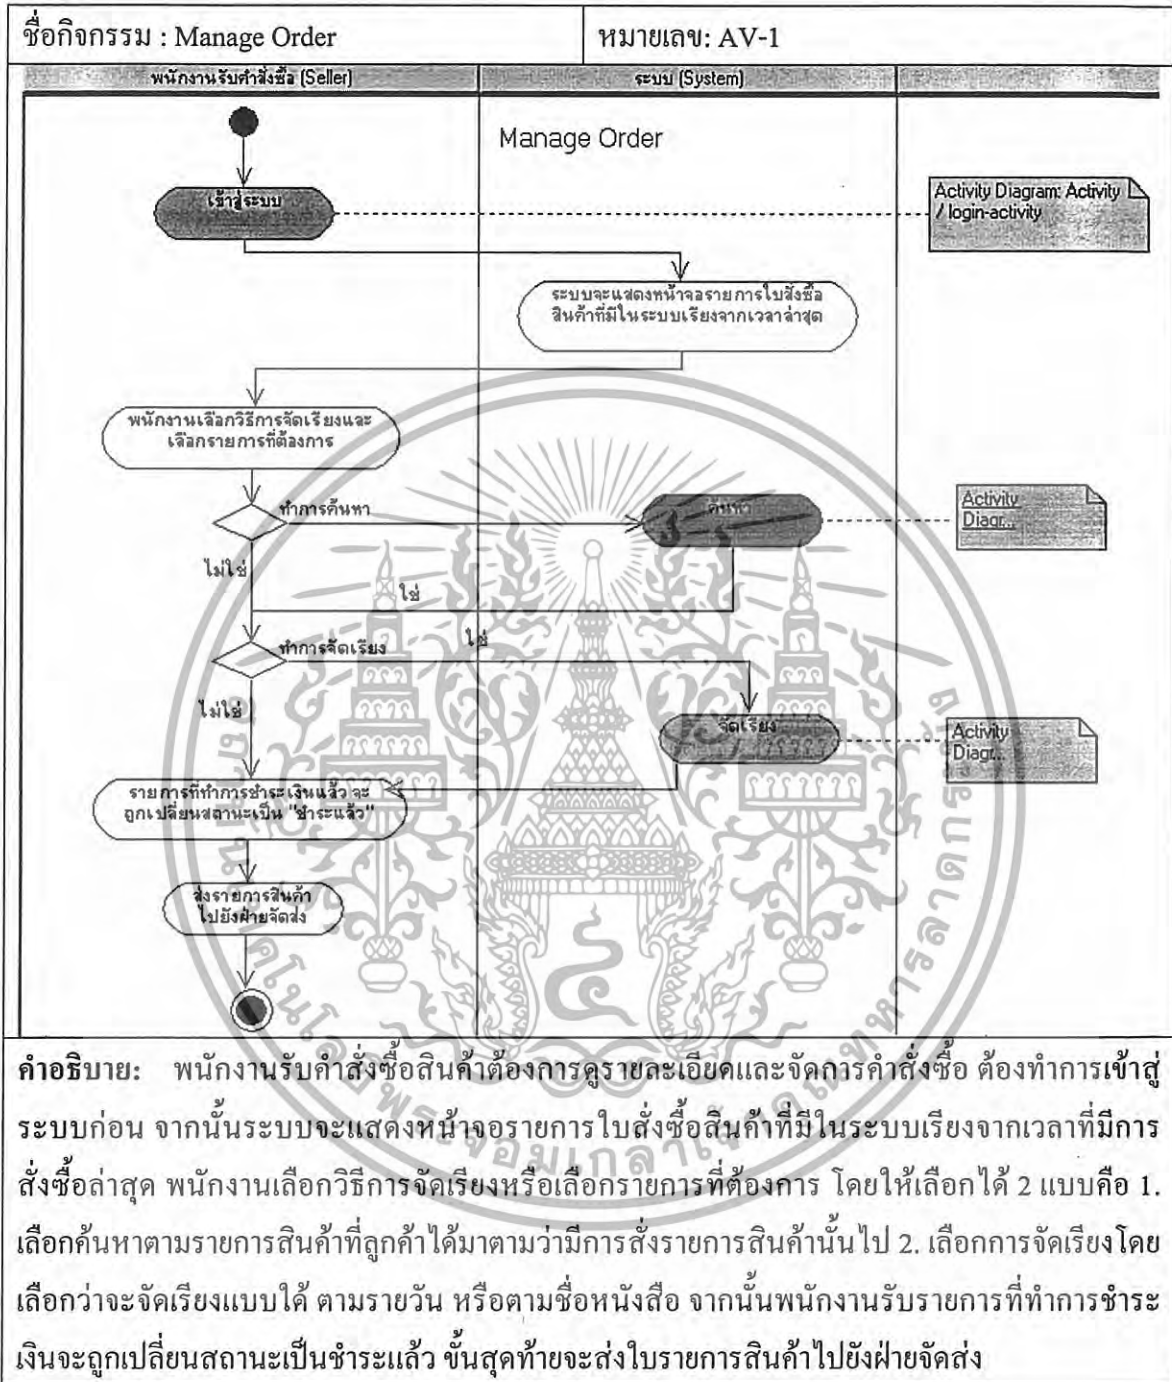 ชื่อกิจกรรม : Manage Order
หมายเลข: AV-1
พนักงานรับคำสั่งซื้อ (Seller)
ระบบ (System)
Manage Order
เข้าสู่ระบบ
Activity Diagram: Activity
/ login-activity
ระบบจะแสดงหน้าจอรายการใบสั่งซื้อ
สินค้าที่มีในระบบเรียงจากเวลาล่าสุด
พนักงานเลือกวิธีการจัดเรียงและ
เลือกรายการที่ต้องการ
ทำการค้นหา
ค้นหา
Activity
Diagr...
ไม่ใช่
ใช่
ทำการจัดเรียง
ใช่
ไม่ใช่
จัดเรียง
Activity
Diagr...
รายการที่ทำการชำระเงินแล้ว จะ
ถูกเปลี่ยนสถานะเป็น "ชำระแล้ว"
ส่งรายการสินค้า
ไปยังฝ่ายจัดส่ง
คำอธิบาย: พนักงานรับคำสั่งซื้อสินค้าต้องการดูรายละเอียดและจัดการคำสั่งซื้อ ต้องทำการเข้าสู่
ระบบก่อน จากนั้นระบบจะแสดงหน้าจอรายการใบสั่งซื้อสินค้าที่มีในระบบเรียงจากเวลาที่มีการ
สั่งซื้อล่าสุด พนักงานเลือกวิธีการจัดเรียงหรือเลือกรายการที่ต้องการ โดยให้เลือกได้ 2 แบบคือ 1.
เลือกค้นหาตามรายการสินค้าที่ลูกค้าได้มาตามว่ามีการสั่งรายการสินค้านั้นไป 2. เลือกการจัดเรียงโดย
เลือกว่าจะจัดเรียงแบบใด้ ตามรายวัน หรือตามชื่อหนังสือ จากนั้นพนักงานรับรายการที่ทำการชำระ
เงินจะถูกเปลี่ยนสถานะเป็นชำระแล้ว ขั้นสุดท้ายจะส่งใบรายการสินค้าไปยังฝ่ายจัดส่ง